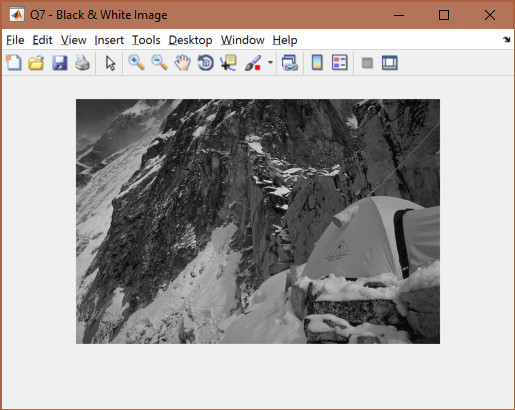 Q7 - Black & White Image
File Edit View Insert Tools Desktop Window Help